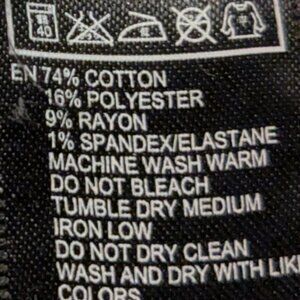 40
EN 74% COTTON
16% POLYESTER
9% RAYON
1% SPANDEX/ELASTANE
MACHINE WASH WARM
DO NOT BLEACH
TUMBLE DRY MEDIUM
IRON LOW
DO NOT DRY CLEAN
WASH AND DRY WITH LIKE
COLORS